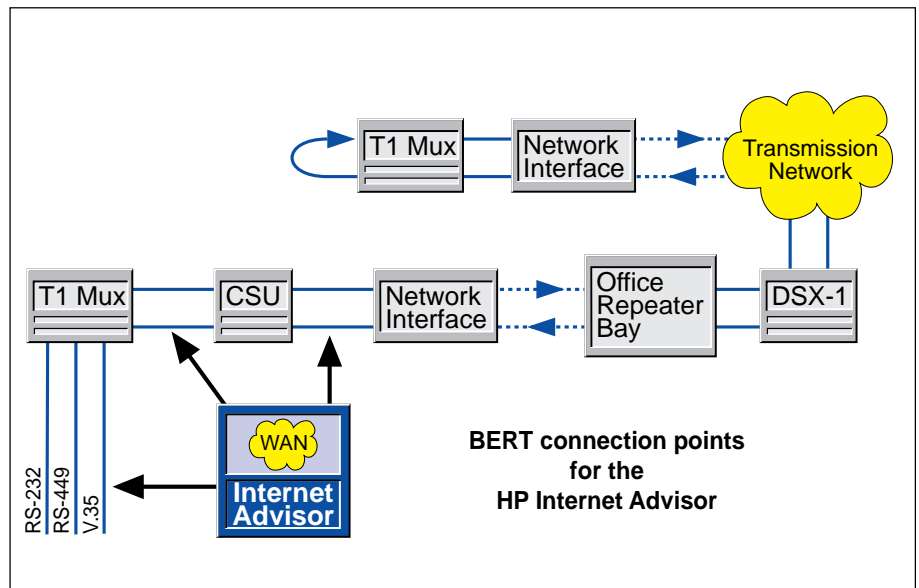 T1 Mux
Network
Interface
Transmission
Network
T1 Mux
CSU
Network
Interface
Office
Repeater
Bay
DSX-1
RS-232
RS-449
V.35
WAN
Internet
Advisor
BERT connection points
for the
HP Internet Advisor